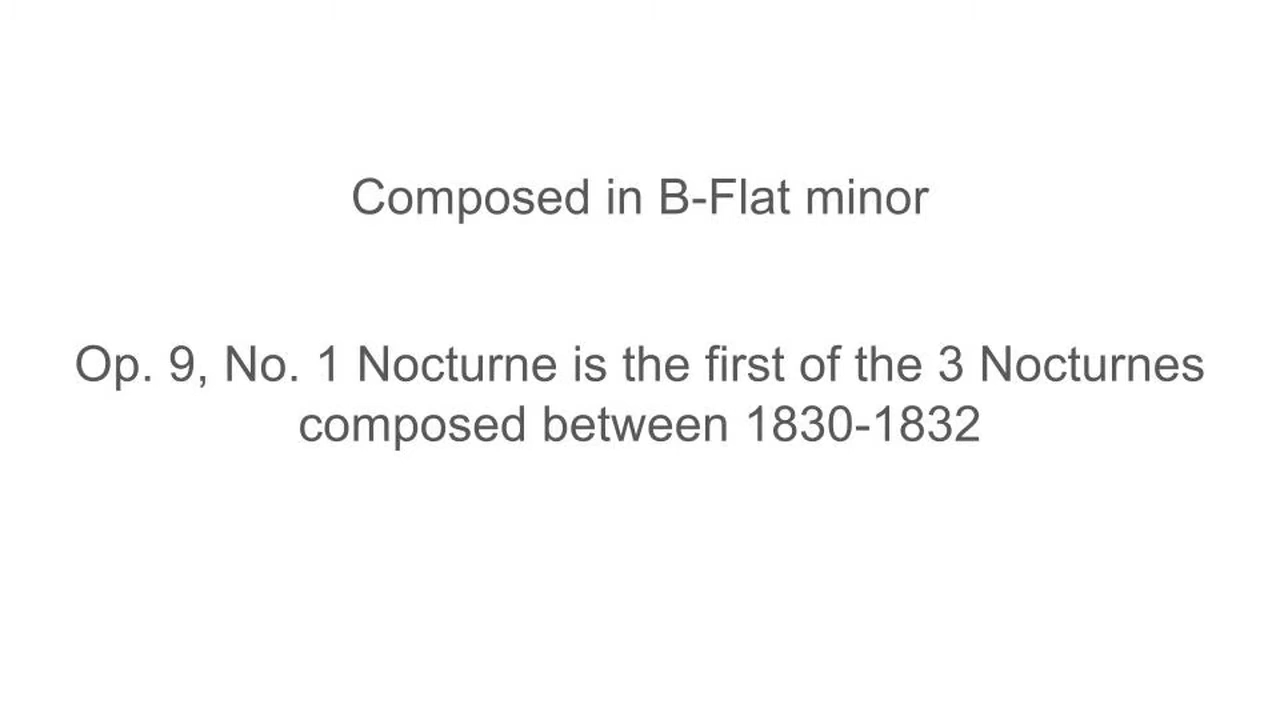 Composed in B-Flat minor
Op. 9, No. 1 Nocturne is the first of the 3 Nocturnes
composed between 1830-1832